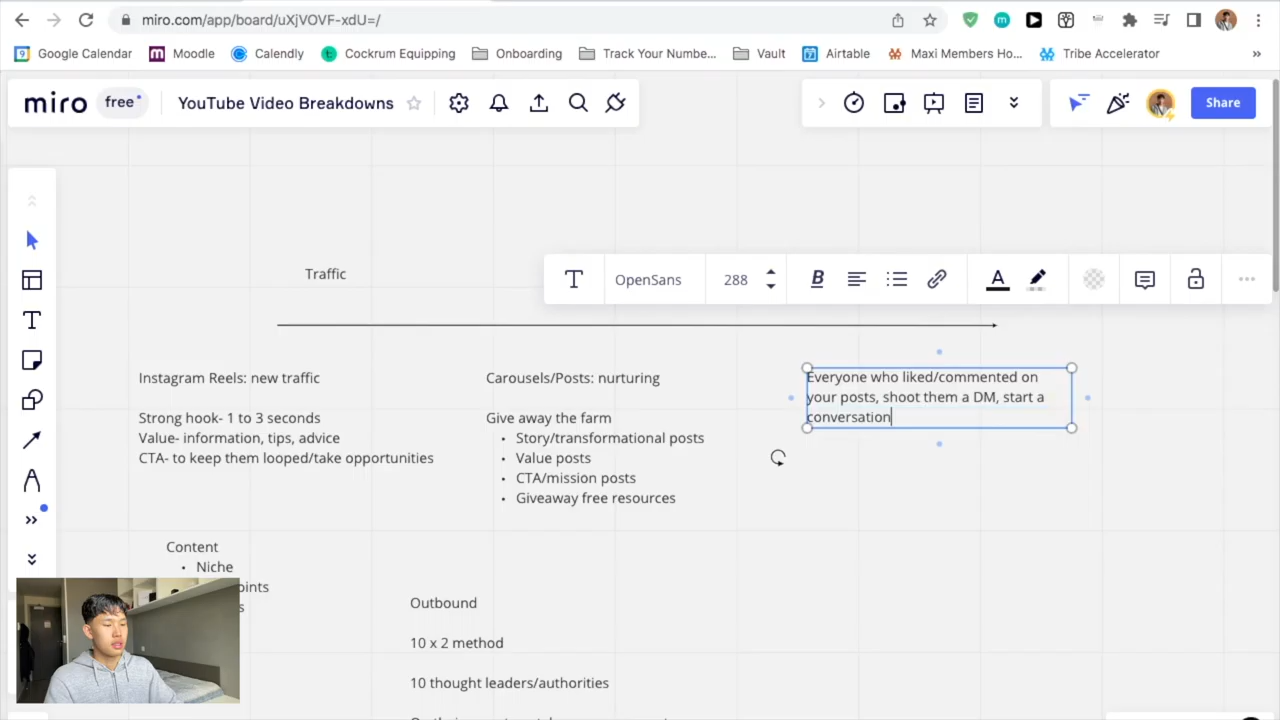 miro.com/app/board/uXjVOVF-xdU=/
Google Calendar
Moodle
Calendly
Cockrum Equipping
Onboarding
Track Your Numbe...
Vault
Airtable
Maxi Members Ho...
Tribe Accelerator
»
miro
free
YouTube Video Breakdowns
Share
Traffic
OpenSans
288
B
A
Instagram Reels: new traffic
Strong hook- 1 to 3 seconds
Value- information, tips, advice
CTA- to keep them looped/take opportunities
Carousels/Posts: nurturing
Give away the farm
• Story/transformational posts
• Value posts
• CTA/mission posts
• Giveaway free resources
Everyone who liked/commented on
your posts, shoot them a DM, start a
conversation
Content
• Niche
Outbound
10 x 2 method
10 thought leaders/authorities